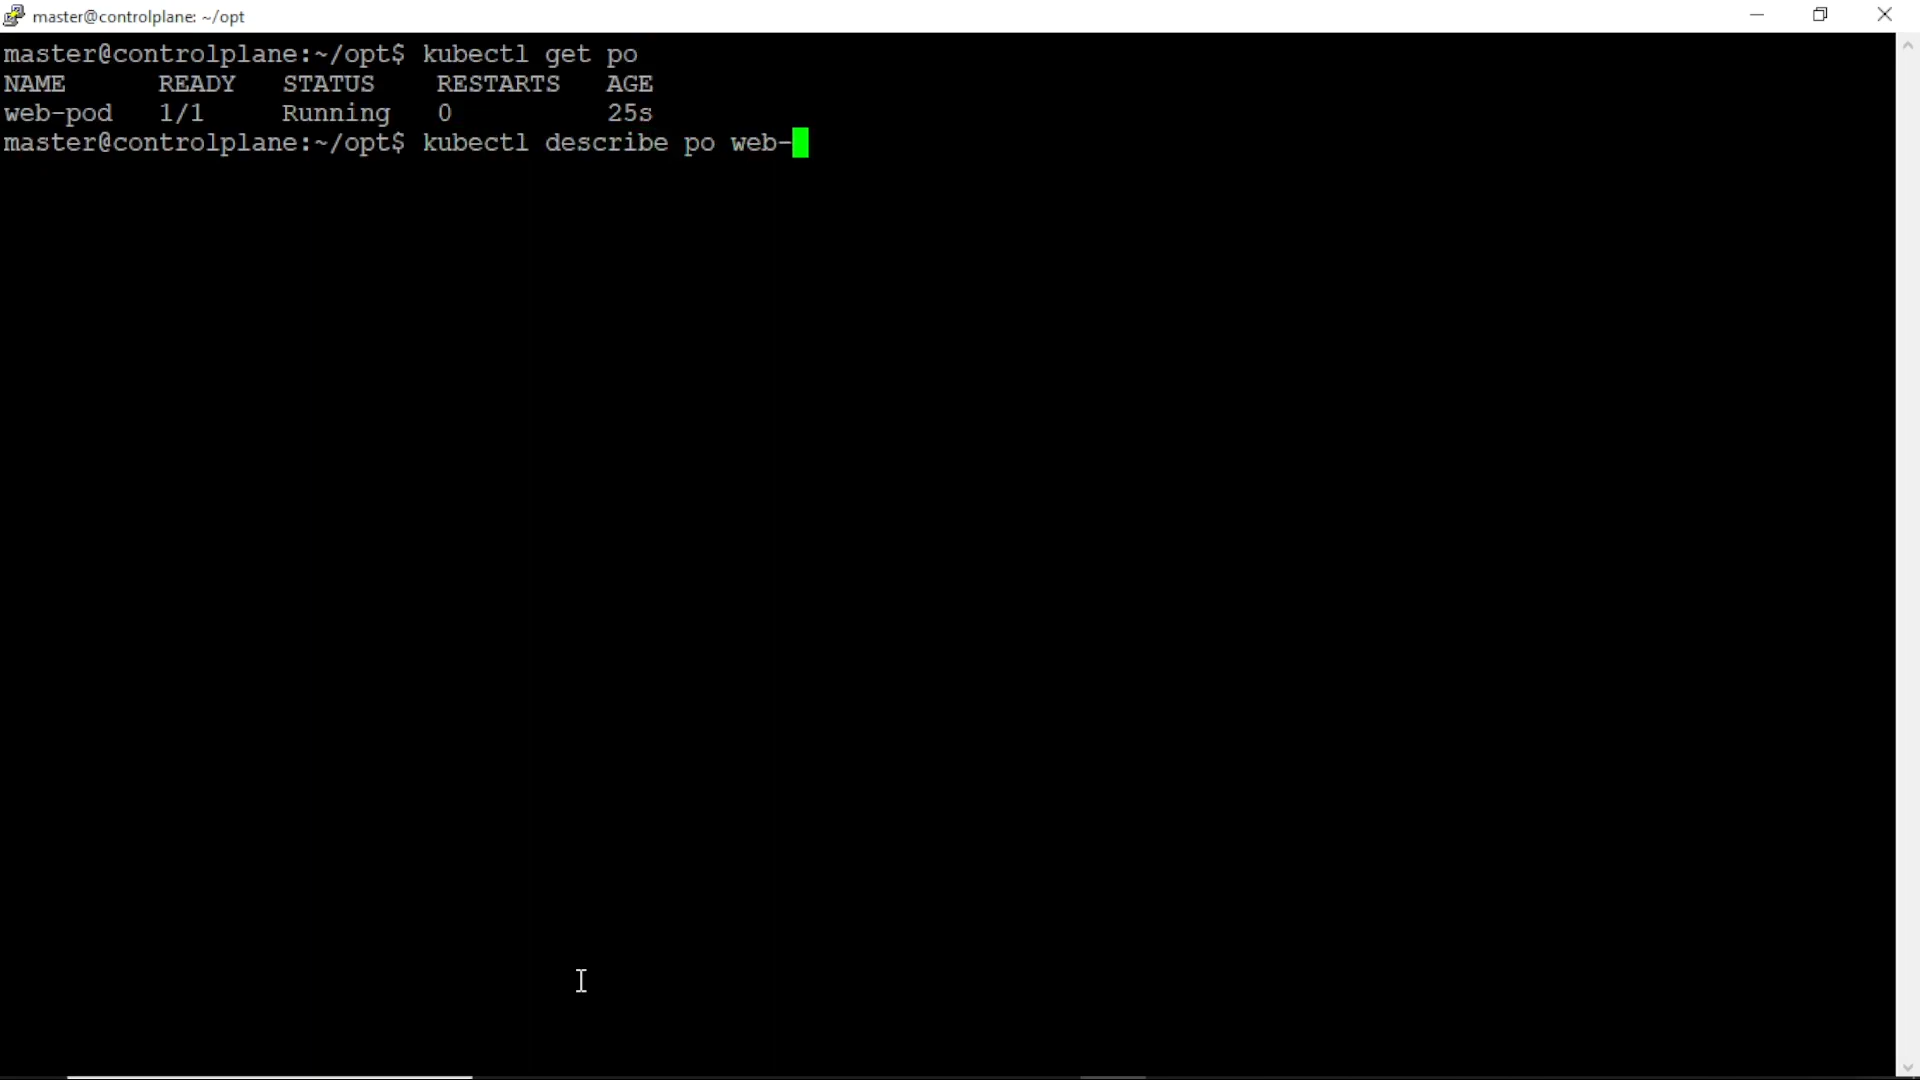 master@controlplane: ~/opt
master@controlplane:~/opt$ kubectl get po
NAME      READY   STATUS    RESTARTS   AGE
web-pod   1/1     Running   0          25s
master@controlplane:~/opt$ kubectl describe po web-